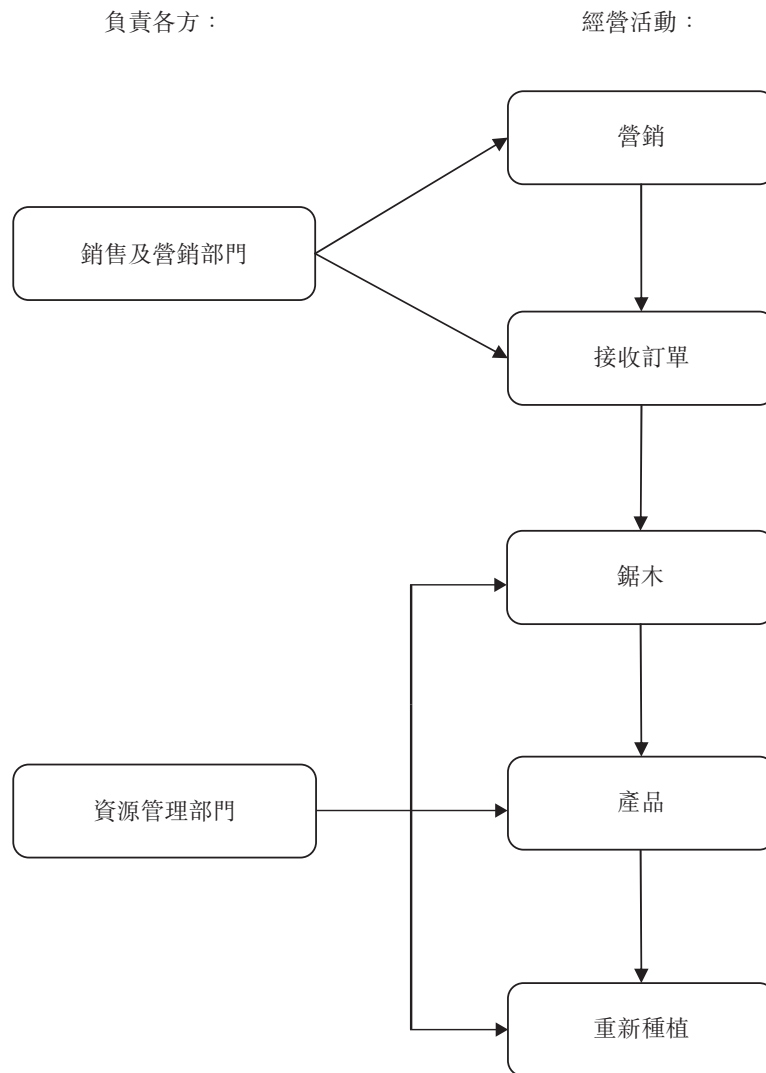 負責各方：
經營活動：
營銷
銷售及營銷部門
接收訂單
鋸木
資源管理部門
產品
重新種植